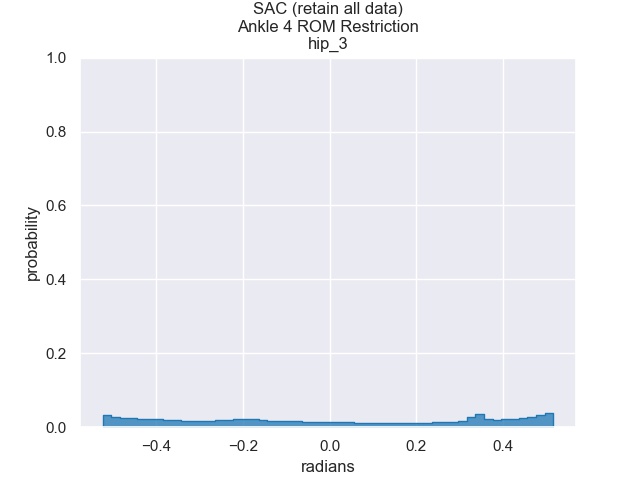 SAC (retain all data)
Ankle 4 ROM Restriction
hip_3
1.0
0.8
0.6
0.4
0.2
0.0
probability
−0.4 −0.2 0.0 0.2 0.4
radians